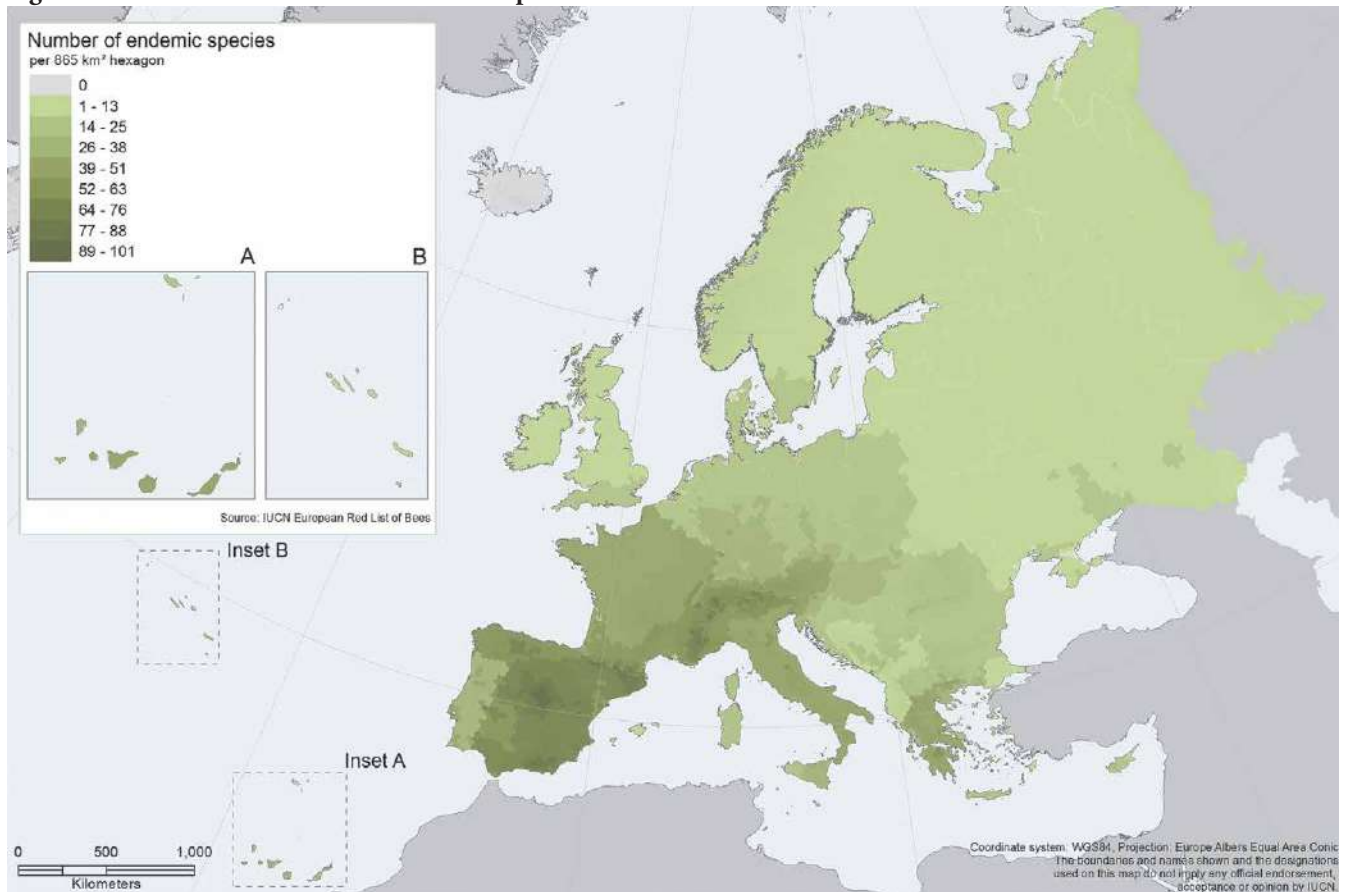 Number of endemic species
per 865 km² hexagon
0
1 - 13
14 - 25
26 - 38
39 - 51
52 - 63
64 - 76
77 - 88
89 - 101
A
B
Source: IUCN European Red List of Bees
Inset B
Inset A
0 500 1,000
Kilometers
Coordinate system: WGS84, Projection: Europe Albers Equal Area Conic
The boundaries and names shown and the designations
used on this map do not imply any official endorsement,
acceptance or opinion by IUCN.